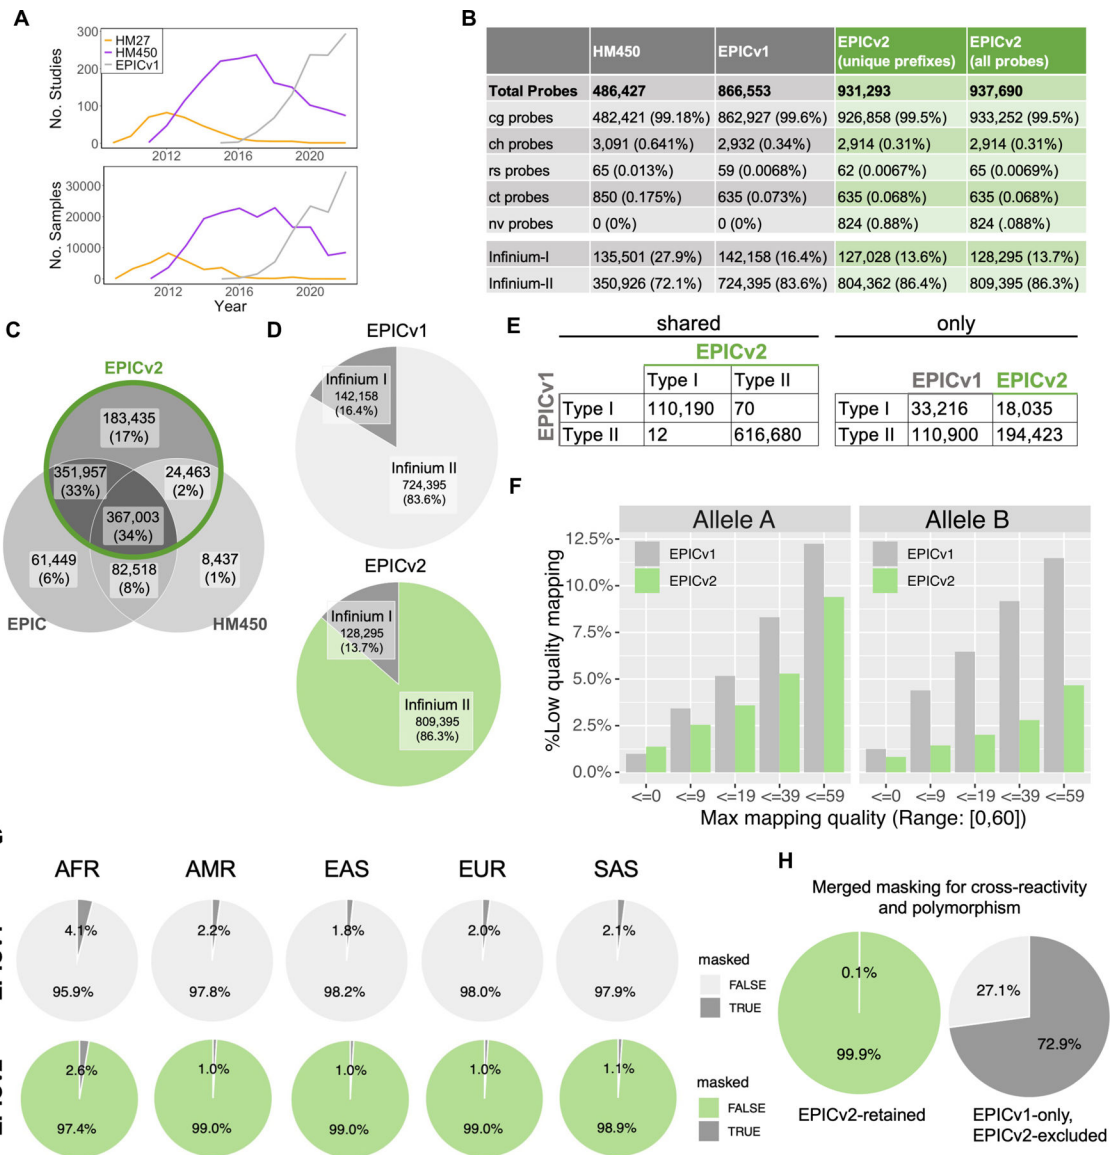 A
No. Studies
300
200
100
0
HM27
HM450
EPICv1
2012
2016
2020
No. Samples
30000
20000
10000
0
2012
2016
2020
Year
B
HM450 EPICv1 EPICv2 (unique prefixes) EPICv2 (all probes)
Total Probes 486,427 866,553 931,293 937,690
cg probes 482,421 (99.18%) 862,927 (99.6%) 926,858 (99.5%) 933,252 (99.5%)
ch probes 3,091 (0.641%) 2,932 (0.34%) 2,914 (0.31%) 2,914 (0.31%)
rs probes 65 (0.013%) 59 (0.0068%) 62 (0.0067%) 65 (0.0069%)
ct probes 850 (0.175%) 635 (0.073%) 635 (0.068%) 635 (0.068%)
nv probes 0 (0%) 0 (0%) 824 (0.88%) 824 (.088%)
Infinium-I 135,501 (27.9%) 142,158 (16.4%) 127,028 (13.6%) 128,295 (13.7%)
Infinium-II 350,926 (72.1%) 724,395 (83.6%) 804,362 (86.4%) 809,395 (86.3%)
C
EPICv2
183,435
(17%)
351,957
(33%)
24,463
(2%)
367,003
(34%)
61,449
(6%)
82,518
(8%)
8,437
(1%)
EPIC
HM450
D
EPICv1
Infinium I
142,158
(16.4%)
Infinium II
724,395
(83.6%)
EPICv2
Infinium I
128,295
(13.7%)
Infinium II
809,395
(86.3%)
E
shared
only
EPICv2
EPICv1
Type I Type II
Type I 110,190 70
Type II 12 616,680
EPICv1 EPICv2
Type I 33,216 18,035
Type II 110,900 194,423
F
Allele A
Allele B
%Low quality mapping
12.5%
10.0%
7.5%
5.0%
2.5%
0.0%
EPICv1
EPICv2
EPICv1
EPICv2
<=0 <=9 <=19 <=39 <=59
<=0 <=9 <=19 <=39 <=59
Max mapping quality (Range: [0,60])
AFR AMR EAS EUR SAS
4.1% 2.2% 1.8% 2.0% 2.1%
95.9% 97.8% 98.2% 98.0% 97.9%
masked
FALSE
TRUE
2.6% 1.0% 1.0% 1.0% 1.1%
97.4% 99.0% 99.0% 99.0% 98.9%
masked
FALSE
TRUE
H
Merged masking for cross-reactivity
and polymorphism
0.1%
99.9%
27.1%
72.9%
EPICv2-retained
EPICv1-only,
EPICv2-excluded